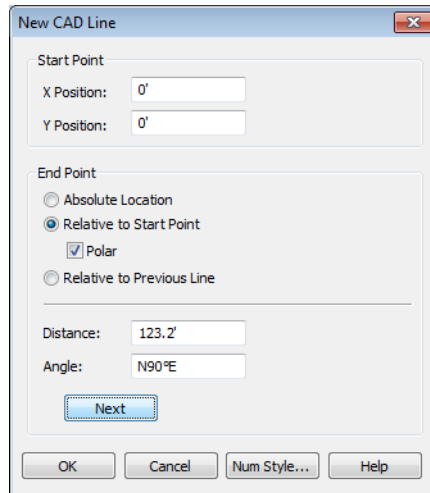 New CAD Line
Start Point
X Position: 0'
Y Position: 0'
End Point
Absolute Location
Relative to Start Point
Polar
Relative to Previous Line
Distance: 123.2'
Angle: N90°E
Next
OK Cancel Num Style... Help